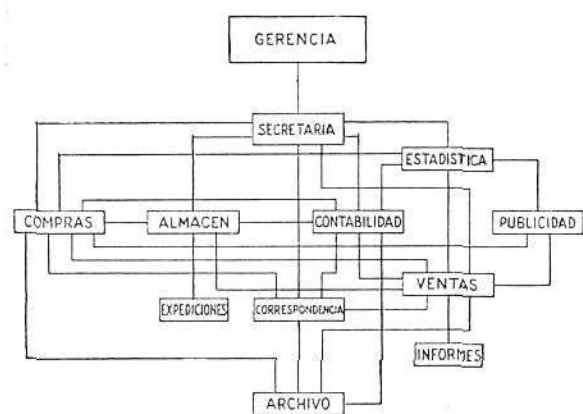 GERENCIA
SECRETARIA
ESTADISTICA
COMPRAS
ALMACEN
CONTABILIDAD
PUBLICIDAD
VENTAS
EXPEDICIONES
CORRESPONDENCIA
INFORMES
ARCHIVO